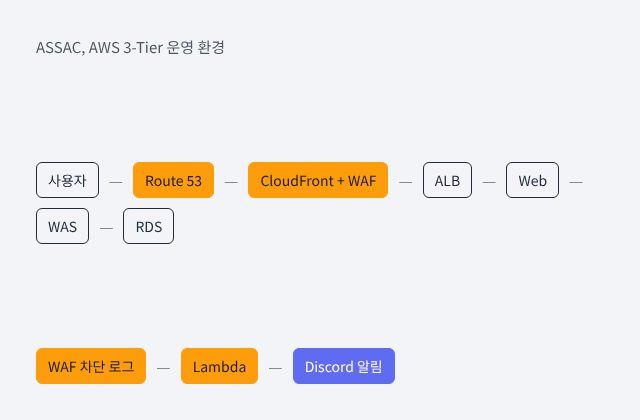 ASSAC, AWS 3-Tier 운영 환경
사용자 — Route 53 — CloudFront + WAF — ALB — Web —
WAS — RDS
WAF 차단 로그 — Lambda — Discord 알림